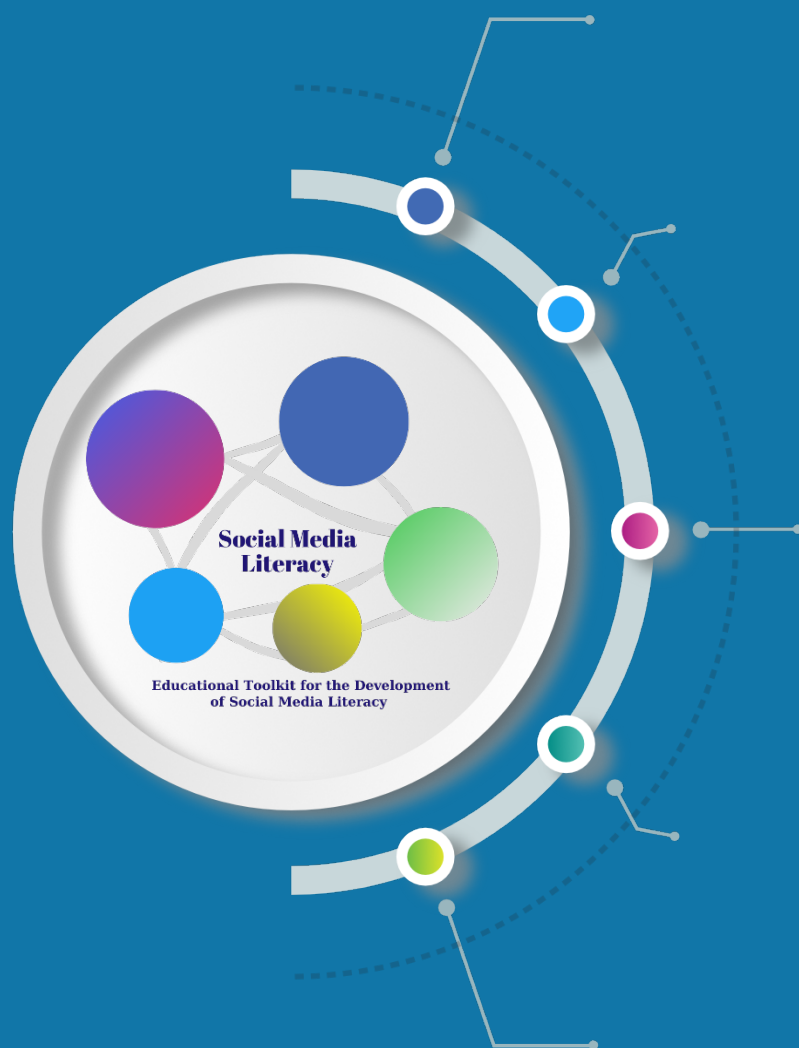 Social Media
Literacy
Educational Toolkit for the Development
of Social Media Literacy